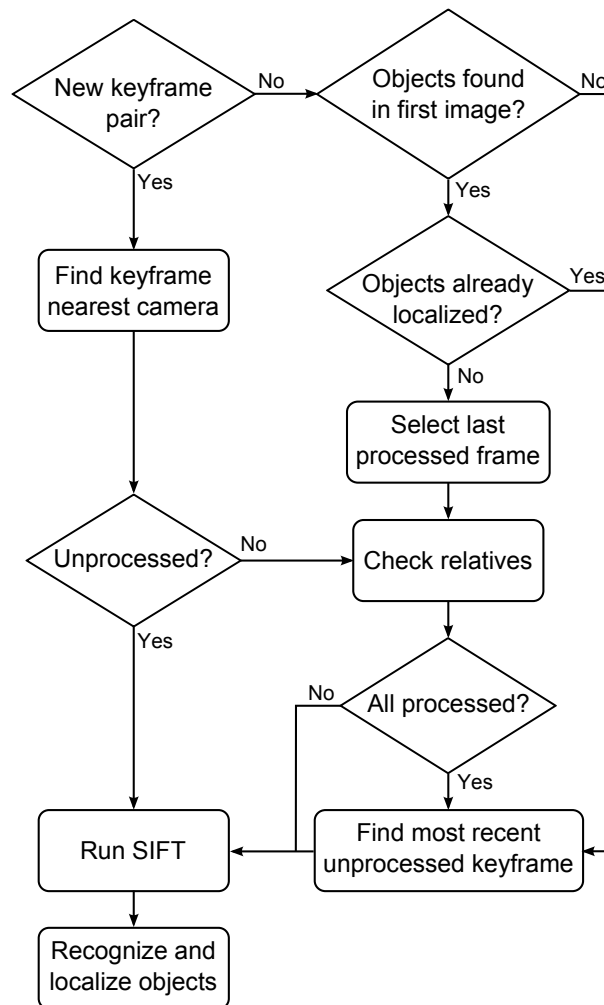 New keyframe
pair?
No
Objects found
in first image?
No
Yes
Yes
Find keyframe
nearest camera
Objects already
localized?
Yes
No
Select last
processed frame
Unprocessed?
No
Check relatives
Yes
No
All processed?
Yes
Run SIFT
Find most recent
unprocessed keyframe
Recognize and
localize objects